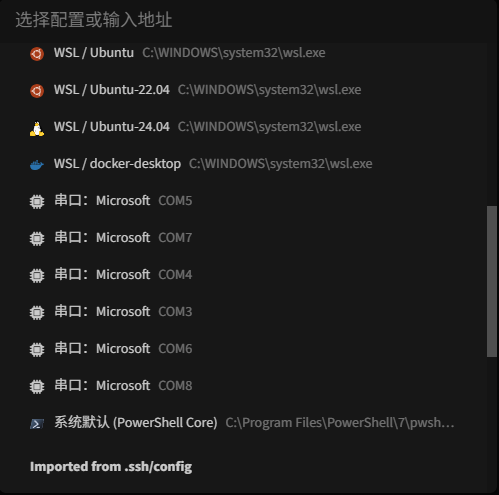 选择配置或输入地址
WSL / Ubuntu C:\WINDOWS\system32\wsl.exe
WSL / Ubuntu-22.04 C:\WINDOWS\system32\wsl.exe
WSL / Ubuntu-24.04 C:\WINDOWS\system32\wsl.exe
WSL / docker-desktop C:\WINDOWS\system32\wsl.exe
串口：Microsoft COM5
串口：Microsoft COM7
串口：Microsoft COM4
串口：Microsoft COM3
串口：Microsoft COM6
串口：Microsoft COM8
系统默认 (PowerShell Core) C:\Program Files\PowerShell\7\pwsh...
Imported from .ssh/config